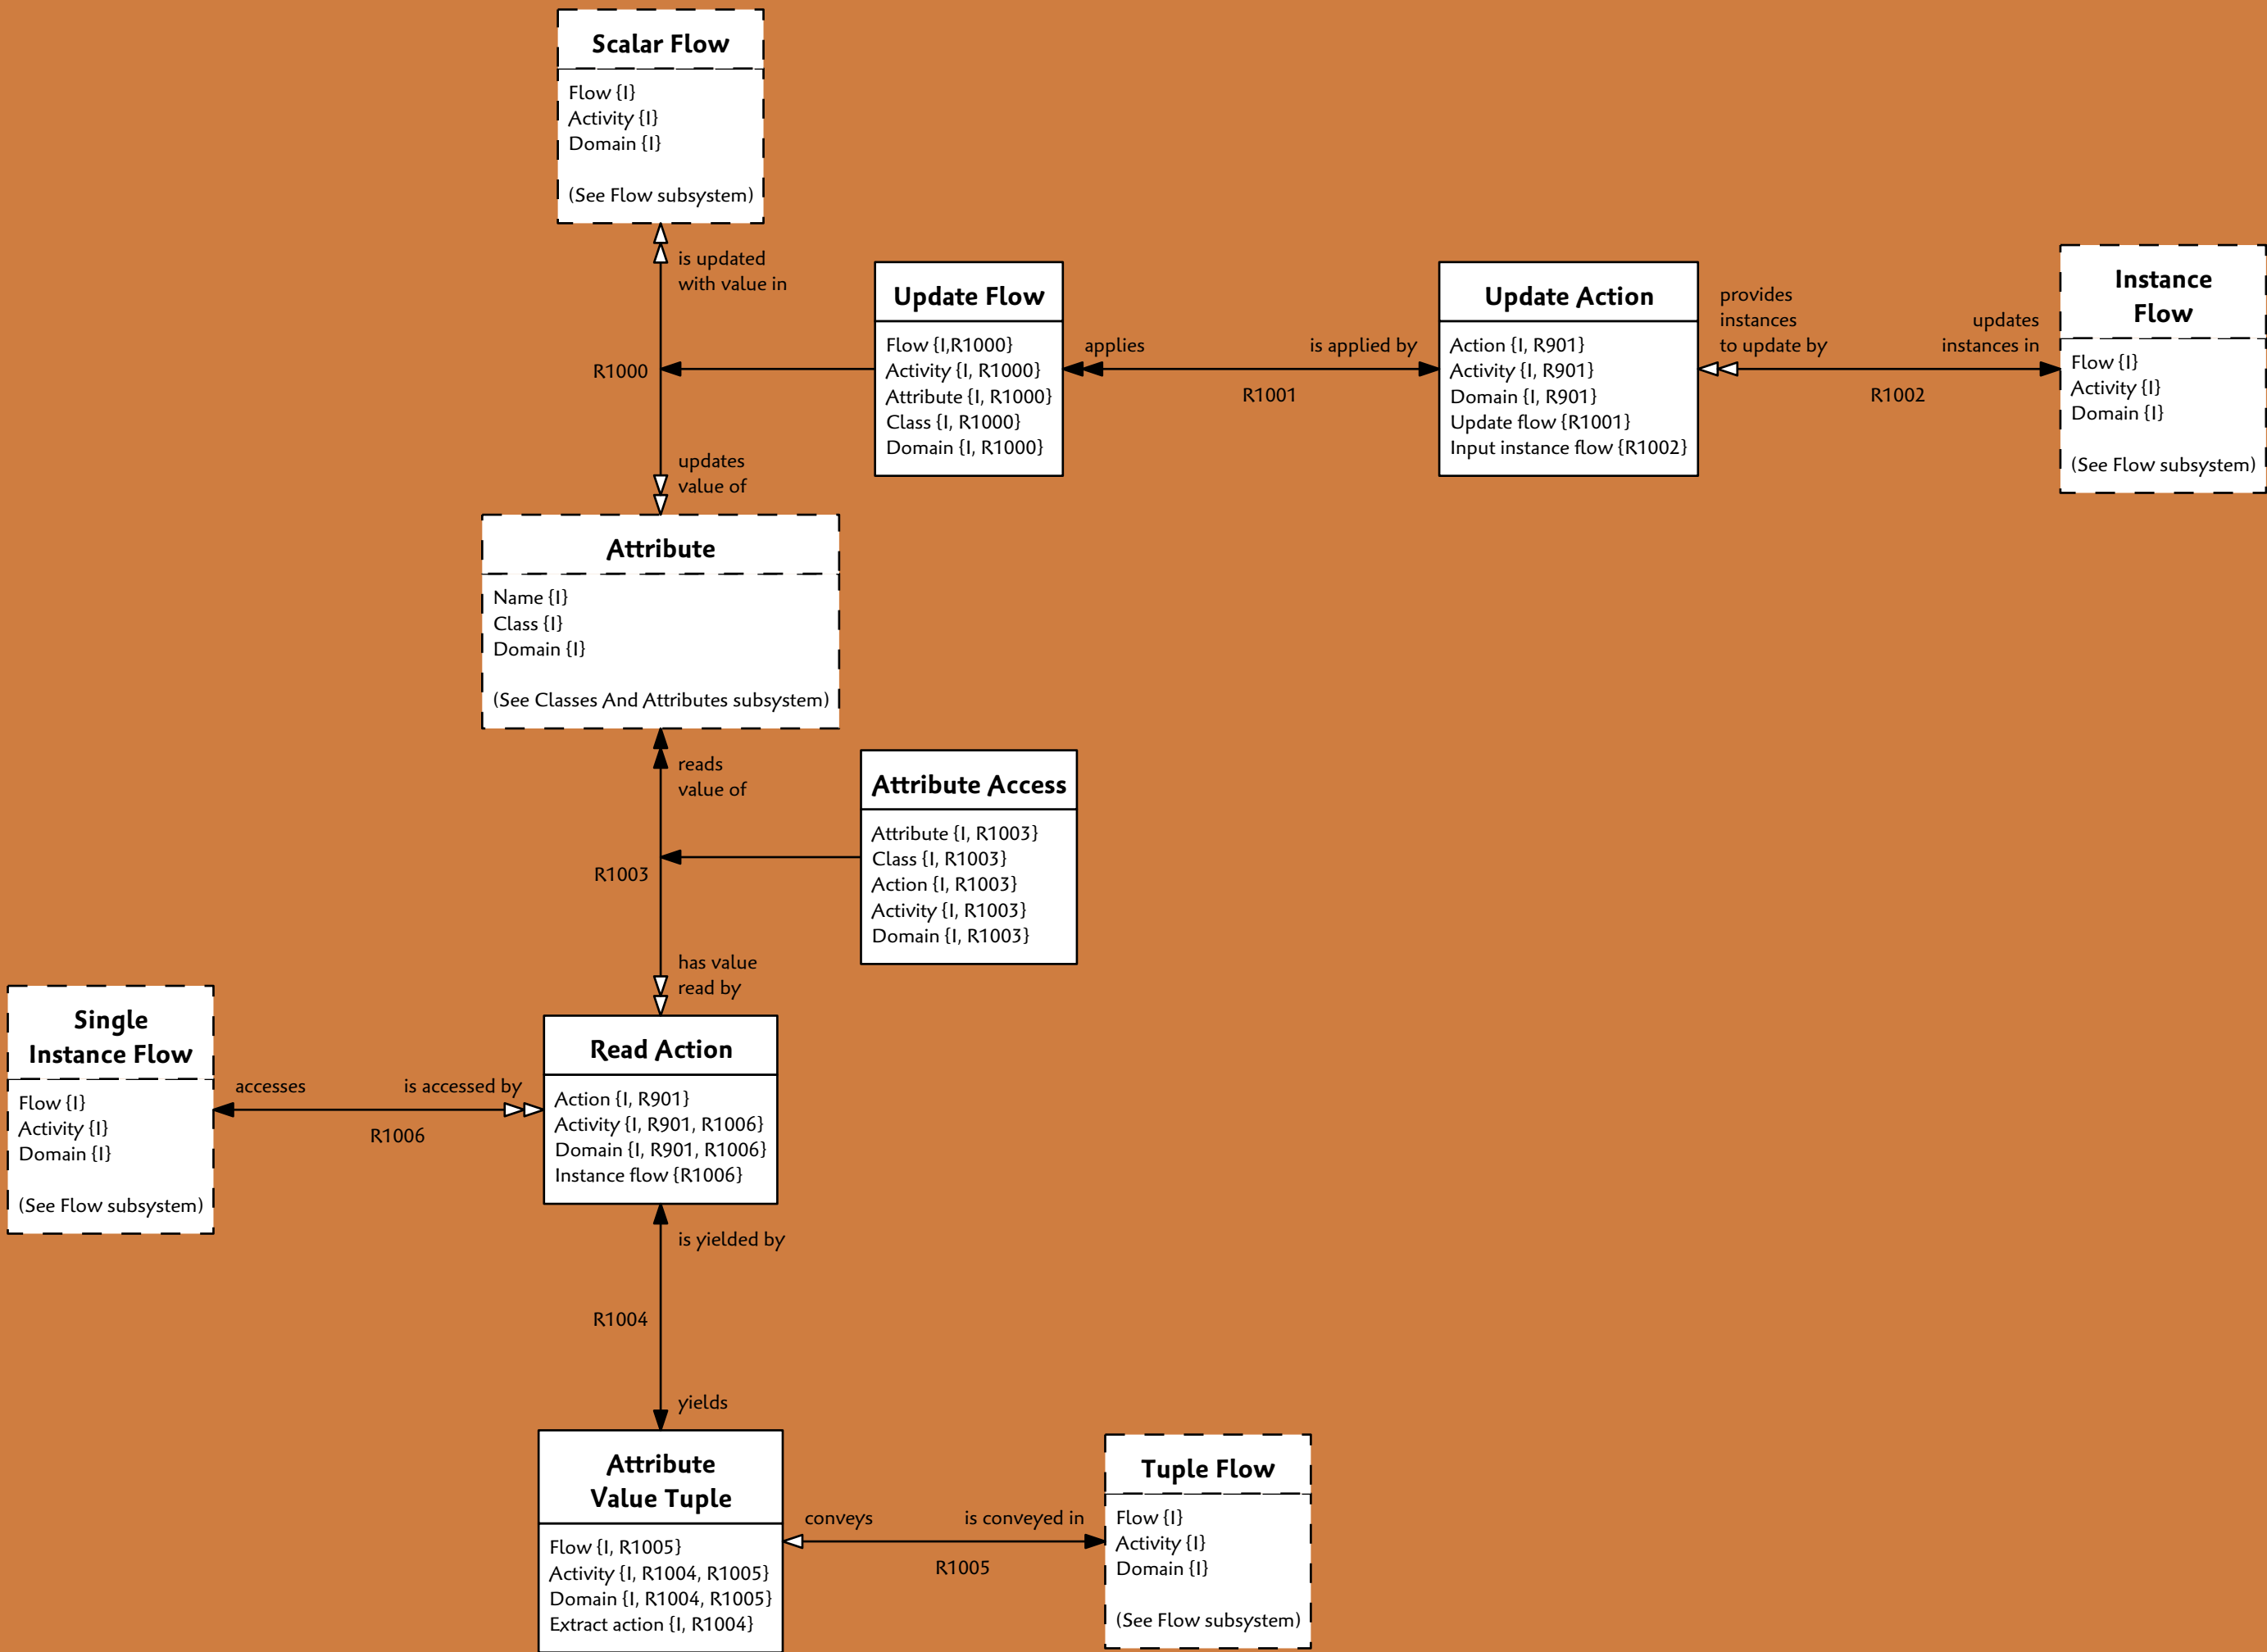 Scalar Flow
Flow {I}
Activity {I}
Domain {I}
(See Flow subsystem)
is updated
with value in
R1000
updates
value of
Update Flow
Flow {I,R1000}
Activity {I, R1000}
Attribute {I, R1000}
Class {I, R1000}
Domain {I, R1000}
applies
is applied by
R1001
Update Action
Action {I, R901}
Activity {I, R901}
Domain {I, R901}
Update flow {R1001}
Input instance flow {R1002}
provides
instances
to update by
updates
instances in
R1002
Instance
Flow
Flow {I}
Activity {I}
Domain {I}
(See Flow subsystem)
Attribute
Name {I}
Class {I}
Domain {I}
(See Classes And Attributes subsystem)
reads
value of
R1003
has value
read by
Attribute Access
Attribute {I, R1003}
Class {I, R1003}
Action {I, R1003}
Activity {I, R1003}
Domain {I, R1003}
Single
Instance Flow
Flow {I}
Activity {I}
Domain {I}
(See Flow subsystem)
accesses
is accessed by
R1006
Read Action
Action {I, R901}
Activity {I, R901, R1006}
Domain {I, R901, R1006}
Instance flow {R1006}
is yielded by
R1004
yields
Attribute
Value Tuple
Flow {I, R1005}
Activity {I, R1004, R1005}
Domain {I, R1004, R1005}
Extract action {I, R1004}
conveys
is conveyed in
R1005
Tuple Flow
Flow {I}
Activity {I}
Domain {I}
(See Flow subsystem)